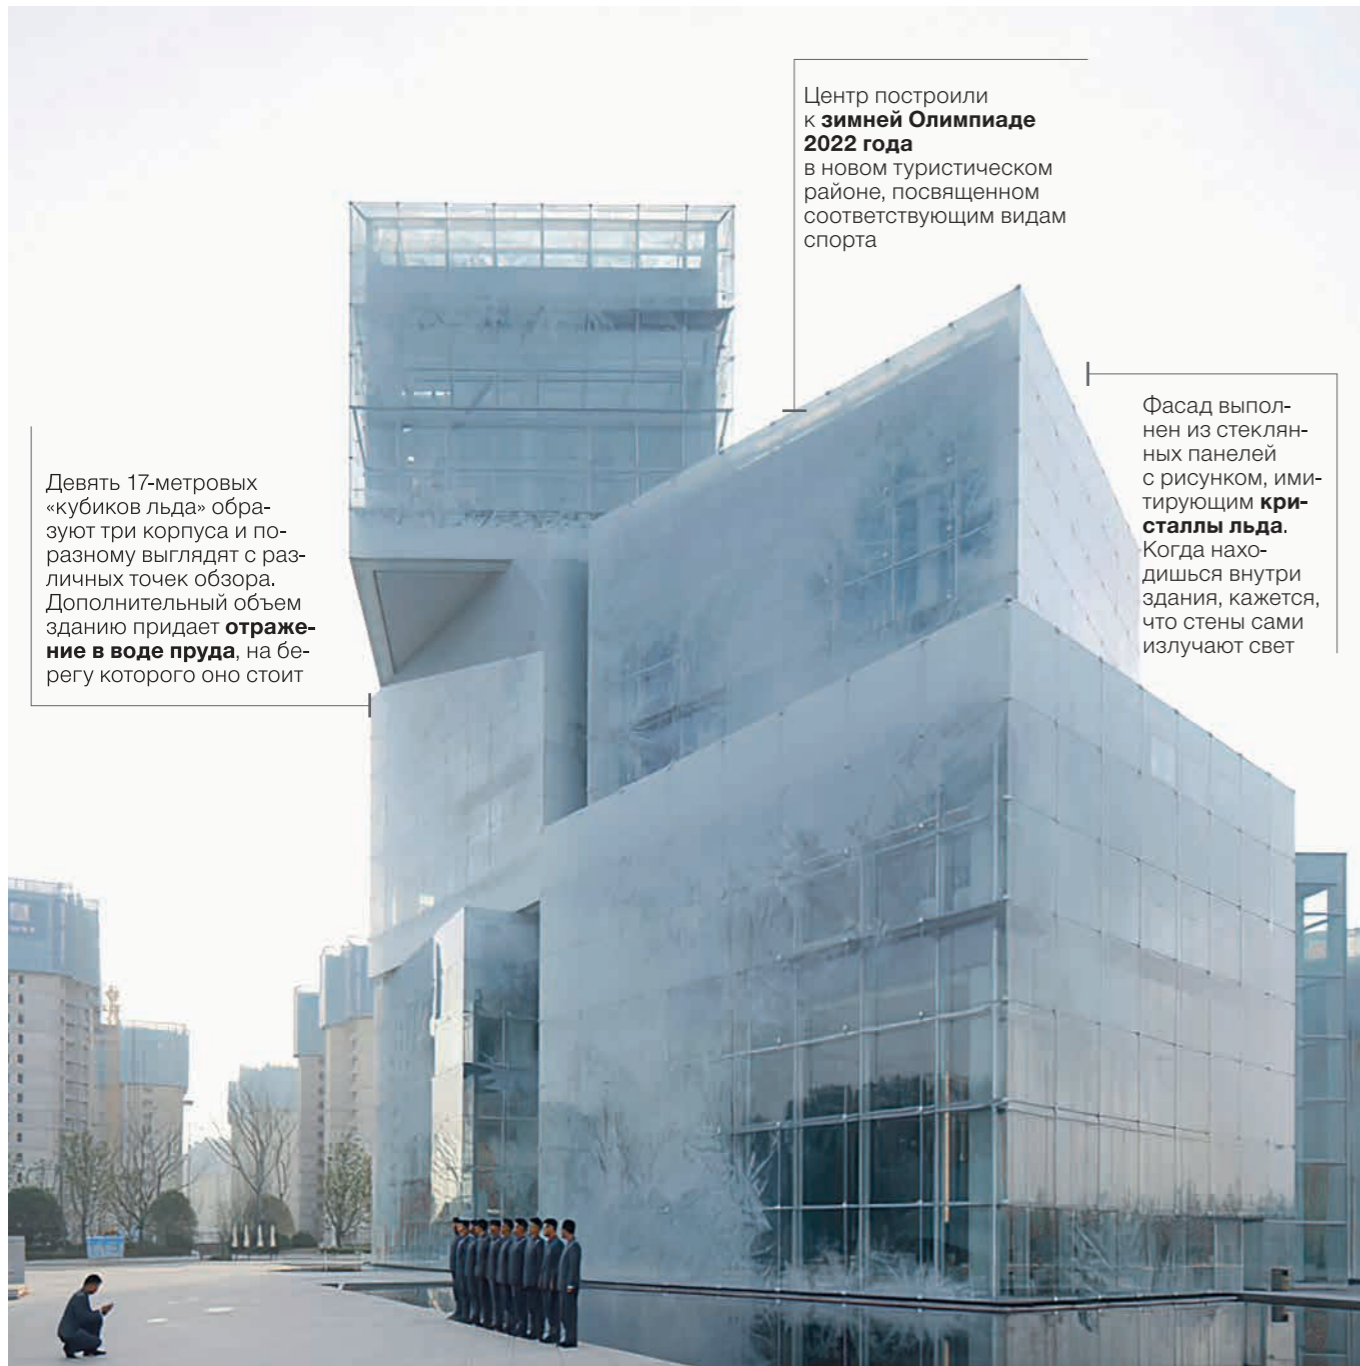 Центр построили
к зимней Олимпиаде
2022 года
в новом туристическом
районе, посвященном
соответствующим видам
спорта
Фасад выпол-
нен из стеклян-
ных панелей
с рисунком, ими-
тирующим кри-
сталлы льда.
Когда нахо-
дишься внутри
здания, кажется,
что стены сами
излучают свет
Девять 17-метровых
«кубиков льда» обра-
зуют три корпуса и по-
разному выглядят с раз-
личных точек обзора.
Дополнительный объем
зданию придает отраже-
ние в воде пруда, на бе-
регу которого оно стоит